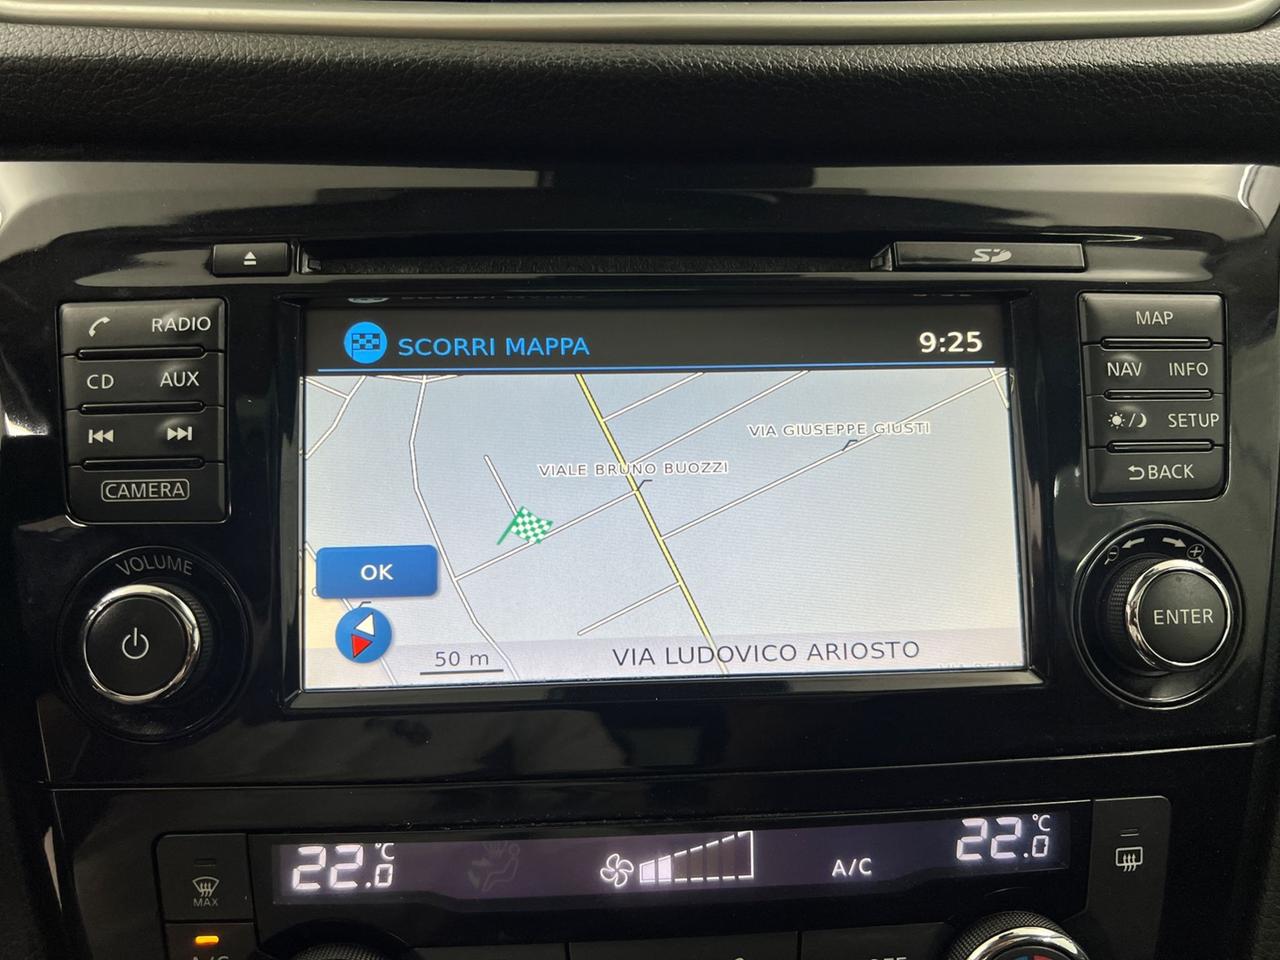 SD
RADIO
CD AUX
CAMERA
VOLUME
SCORRI MAPPA 9:25
VIA GIUSEPPE GIUSTI
VIALE BRUNO BUOZZI
OK
50 m
VIA LUDOVICO ARIOSTO
MAP
NAV INFO
SETUP
BACK
ENTER
22.0 °C
A/C
22.0 °C
MAX
A/C